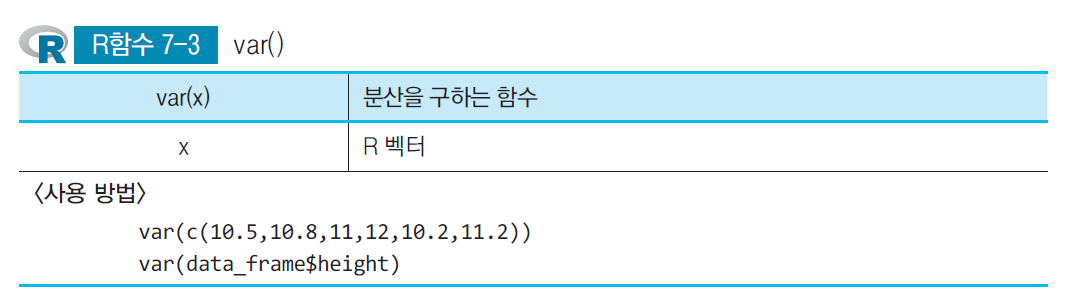 R R함수 7-3 var()
var(x) 분산을 구하는 함수
x R 벡터
〈사용 방법〉
var(c(10.5,10.8,11,12,10.2,11.2))
var(data_frame$height)